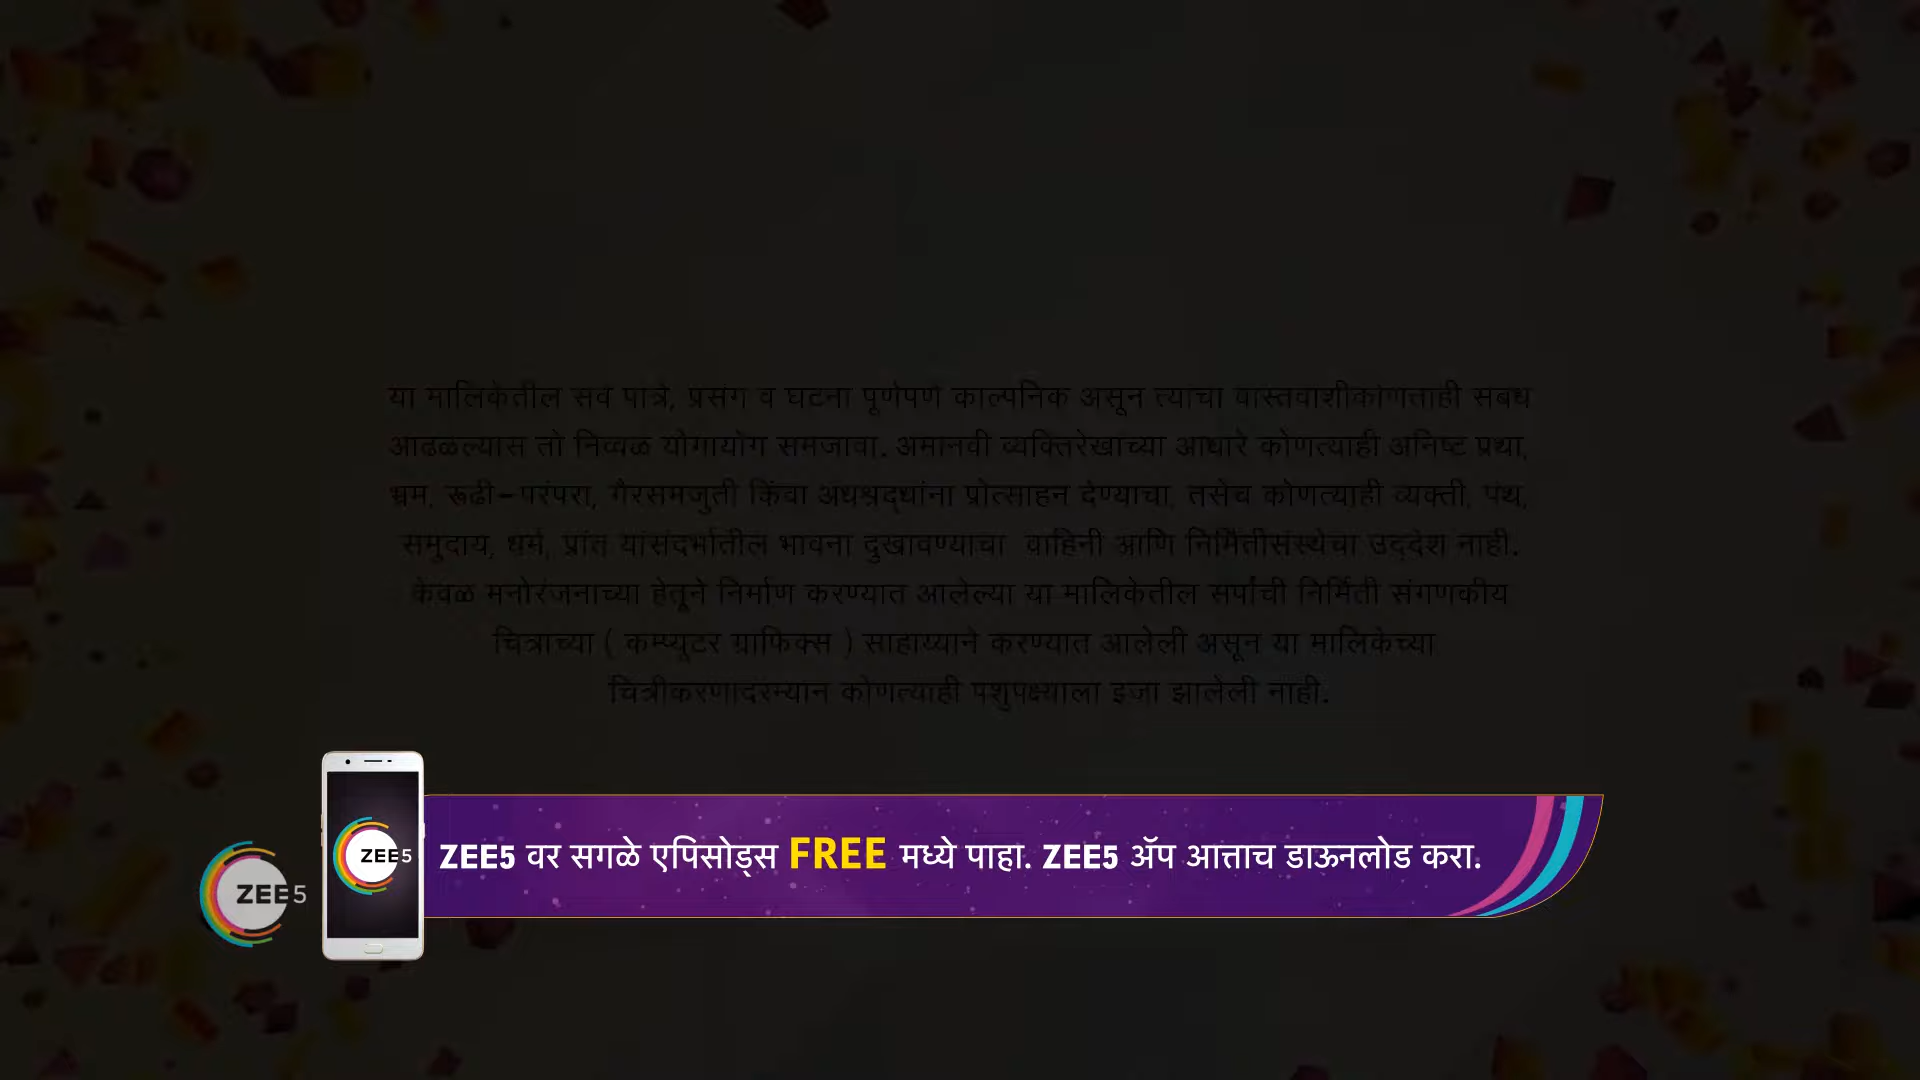 या मालिकेतील सर्व पात्रे, प्रसंग व घटना पूर्णपणे काल्पनिक असून त्यांचा वास्तवाशी कोणताही संबंध
आढळल्यास तो निव्वळ योगायोग समजावा. अमानवी व्यक्तिरेखांच्या आधारे कोणत्याही अनिष्ट प्रथा,
भ्रम, रूढी–परंपरा, गैरसमजुती किंवा अंधश्रद्धांना प्रोत्साहन देण्याचा, तसेच कोणत्याही व्यक्ती, पंथ,
समुदाय, धर्म, प्रांत यांसंदर्भातील भावना दुखावण्याचा वाहिनी आणि निर्मितीसंस्थेचा उद्देश नाही.
केवळ मनोरंजनाच्या हेतूने निर्माण करण्यात आलेल्या या मालिकेतील सर्पांची निर्मिती संगणकीय
चित्रांच्या ( कम्प्युटर ग्राफिक्स ) साहाय्याने करण्यात आलेली असून या मालिकेच्या
चित्रीकरणादरम्यान कोणत्याही पशुपक्ष्याला इजा झालेली नाही.
ZEE5 वर सगळे एपिसोड्स FREE मध्ये पाहा. ZEE5 ॲप आत्ताच डाऊनलोड करा.
ZEE5
ZEE5